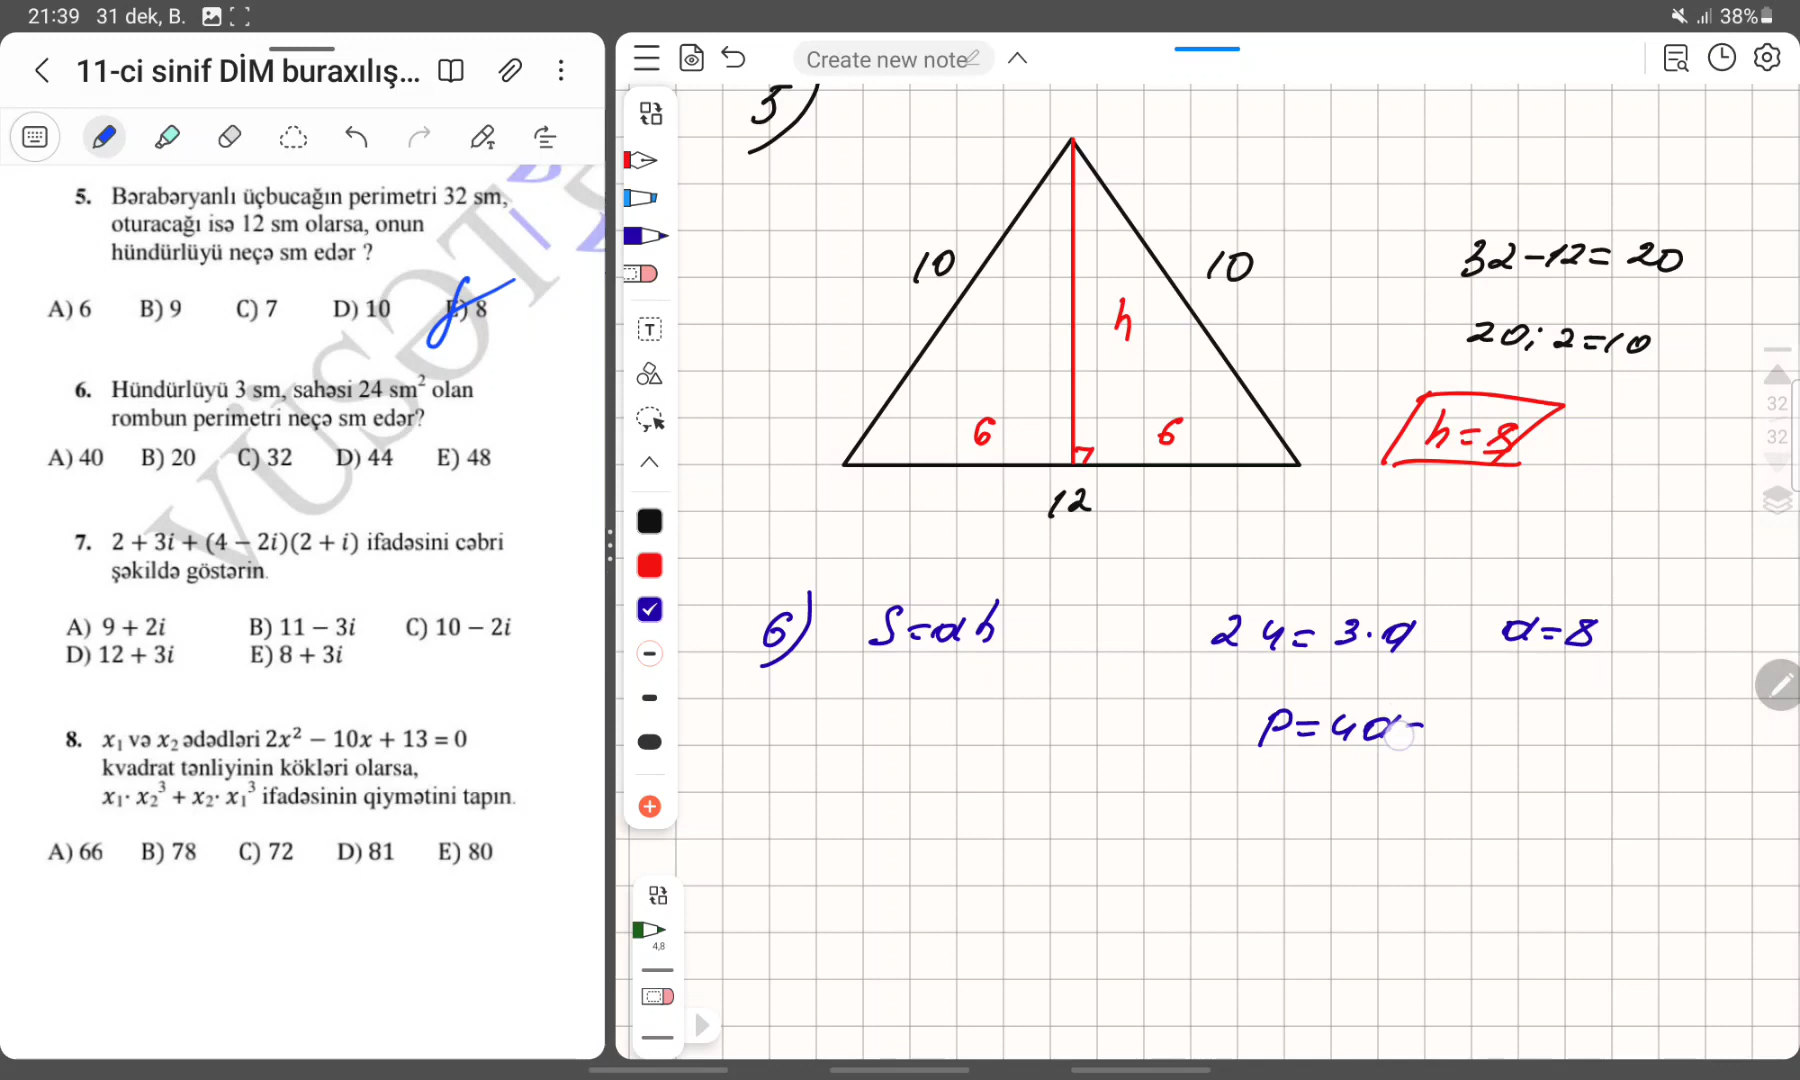 21:39 31 dek, B.
38%
11-ci sinif DİM buraxılış...
Create new note
5. Bərabəryanlı üçbucağın perimetri 32 sm,
oturacağı isə 12 sm olarsa, onun
hündürlüyü neçə sm edər ?
A) 6 B) 9 C) 7 D) 10 E) 8
6. Hündürlüyü 3 sm, sahəsi 24 sm² olan
rombun perimetri neçə sm edər?
A) 40 B) 20 C) 32 D) 44 E) 48
7. 2 + 3i + (4 − 2i)(2 + i) ifadəsini cəbri
şəkildə göstərin.
A) 9 + 2i B) 11 − 3i C) 10 − 2i
D) 12 + 3i E) 8 + 3i
8. x₁ və x₂ ədədləri 2x² − 10x + 13 = 0
kvadrat tənliyinin kökləri olarsa,
x₁· x₂³ + x₂· x₁³ ifadəsinin qiymətini tapın.
A) 66 B) 78 C) 72 D) 81 E) 80
VUSƏT
5)
10 10
h
6 6
12
32-12=20
20:2=10
h=8
6) S=ah 24=3·a a=8
P=4a=
T
32
32
4,8